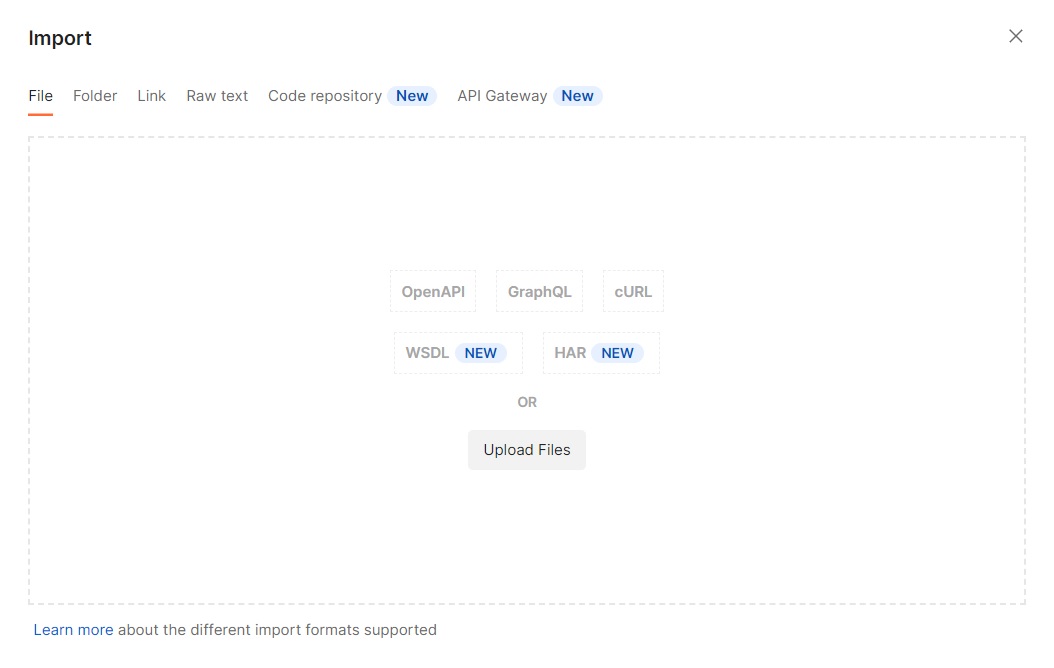 Import
File Folder Link Raw text Code repository New API Gateway New
OpenAPI GraphQL cURL
WSDL NEW HAR NEW
OR
Upload Files
Learn more about the different import formats supported